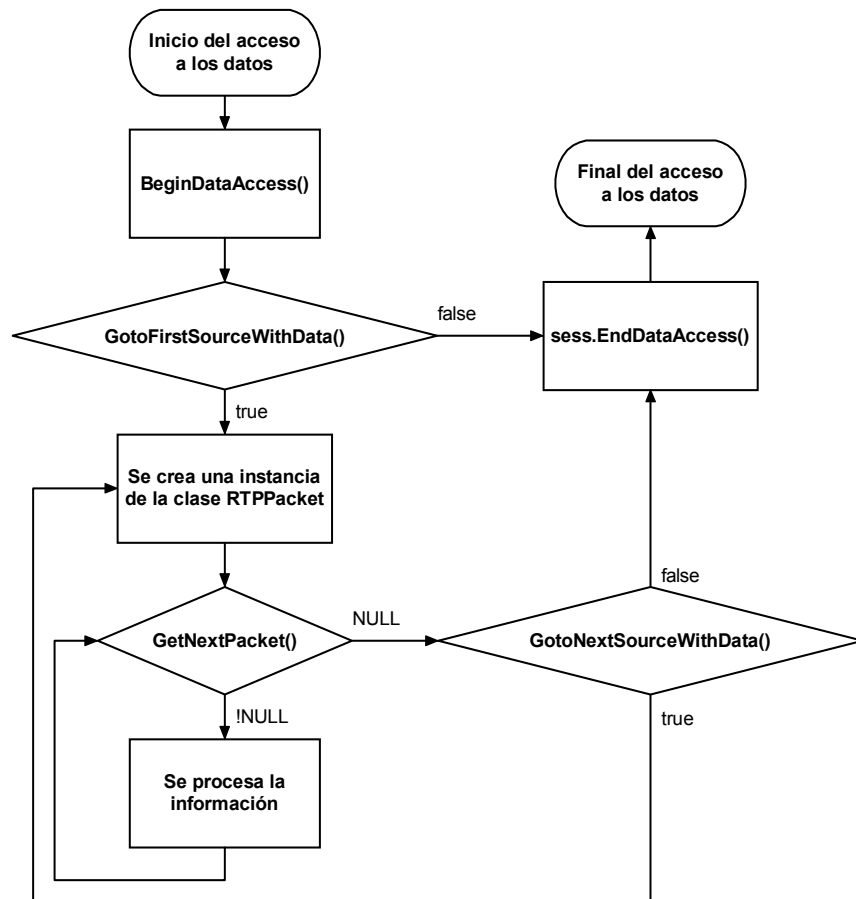 Inicio del acceso
a los datos
BeginDataAccess()
Final del acceso
a los datos
GotoFirstSourceWithData()
false
sess.EndDataAccess()
true
Se crea una instancia
de la clase RTPPacket
false
GetNextPacket()
NULL
GotoNextSourceWithData()
!NULL
true
Se procesa la
información